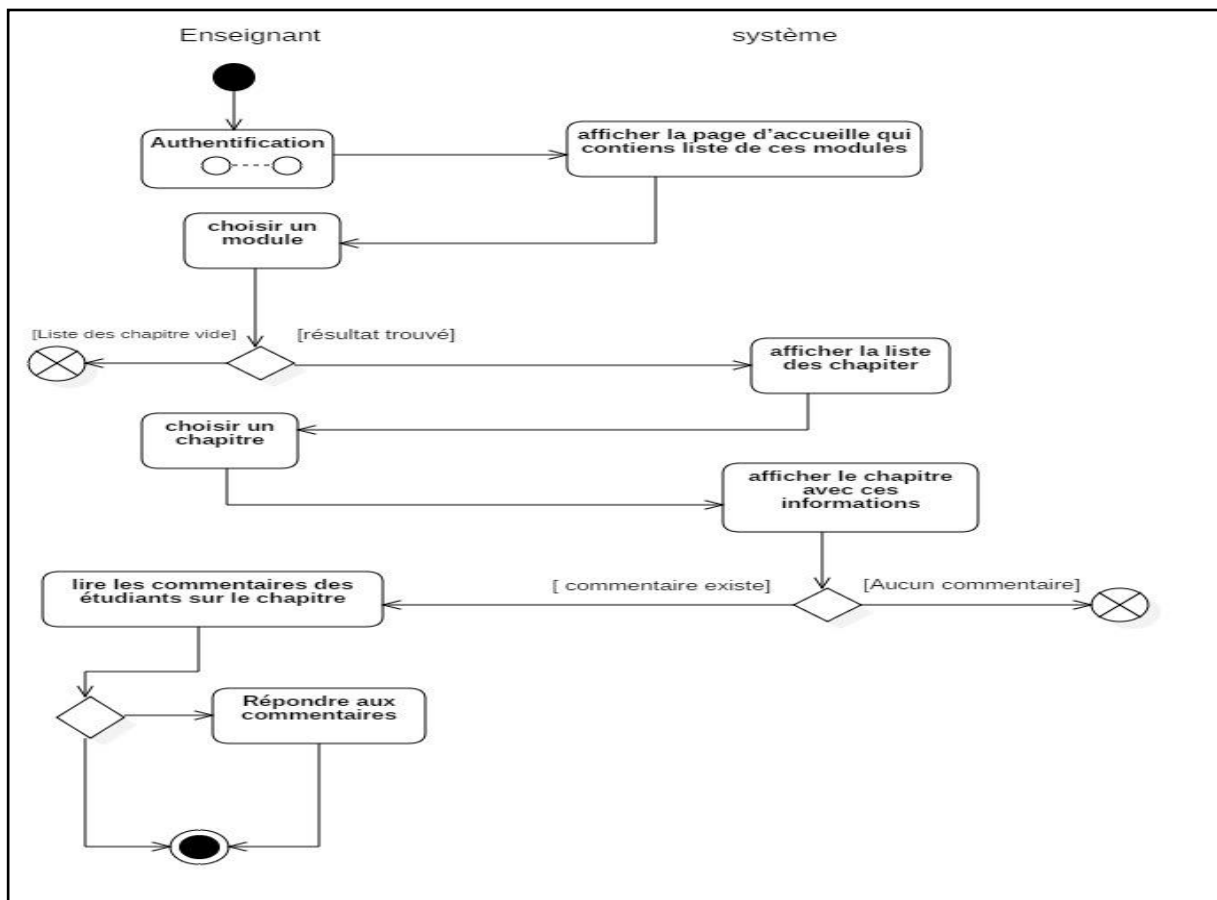 Enseignant
système
Authentification
afficher la page d'accueille qui
contiens liste de ces modules
choisir un
module
[Liste des chapitre vide]
[résultat trouvé]
afficher la liste
des chapiter
choisir un
chapitre
afficher le chapitre
avec ces
informations
lire les commentaires des
étudiants sur le chapitre
[ commentaire existe]
[Aucun commentaire]
Répondre aux
commentaires